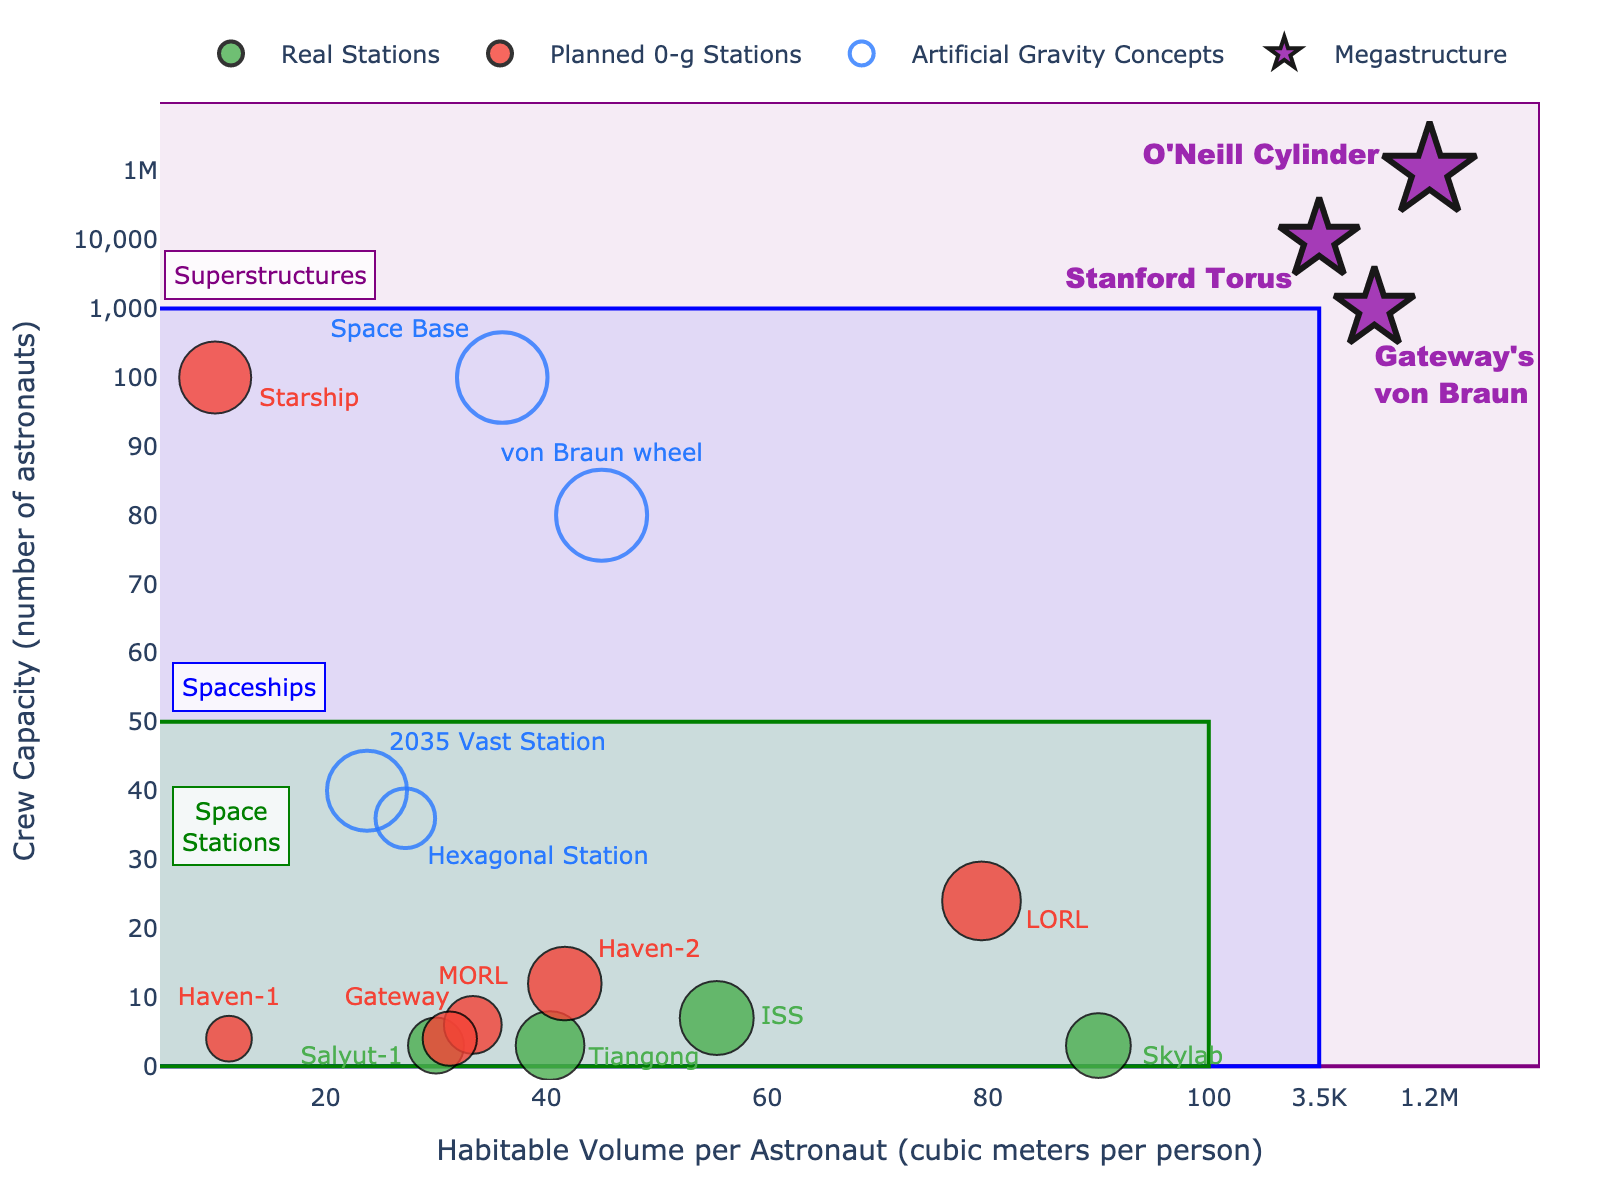 Real Stations
Planned 0-g Stations
Artificial Gravity Concepts
Megastructure
Crew Capacity (number of astronauts)
1M
10,000
1,000
100
90
80
70
60
50
40
30
20
10
0
O'Neill Cylinder
Superstructures
Stanford Torus
Space Base
Gateway's
von Braun
Starship
von Braun wheel
Spaceships
2035 Vast Station
Space
Stations
Hexagonal Station
LORL
Haven-2
MORL
Haven-1
Gateway
ISS
Salyut-1
Tiangong
Skylab
20
40
60
80
100
3.5K
1.2M
Habitable Volume per Astronaut (cubic meters per person)